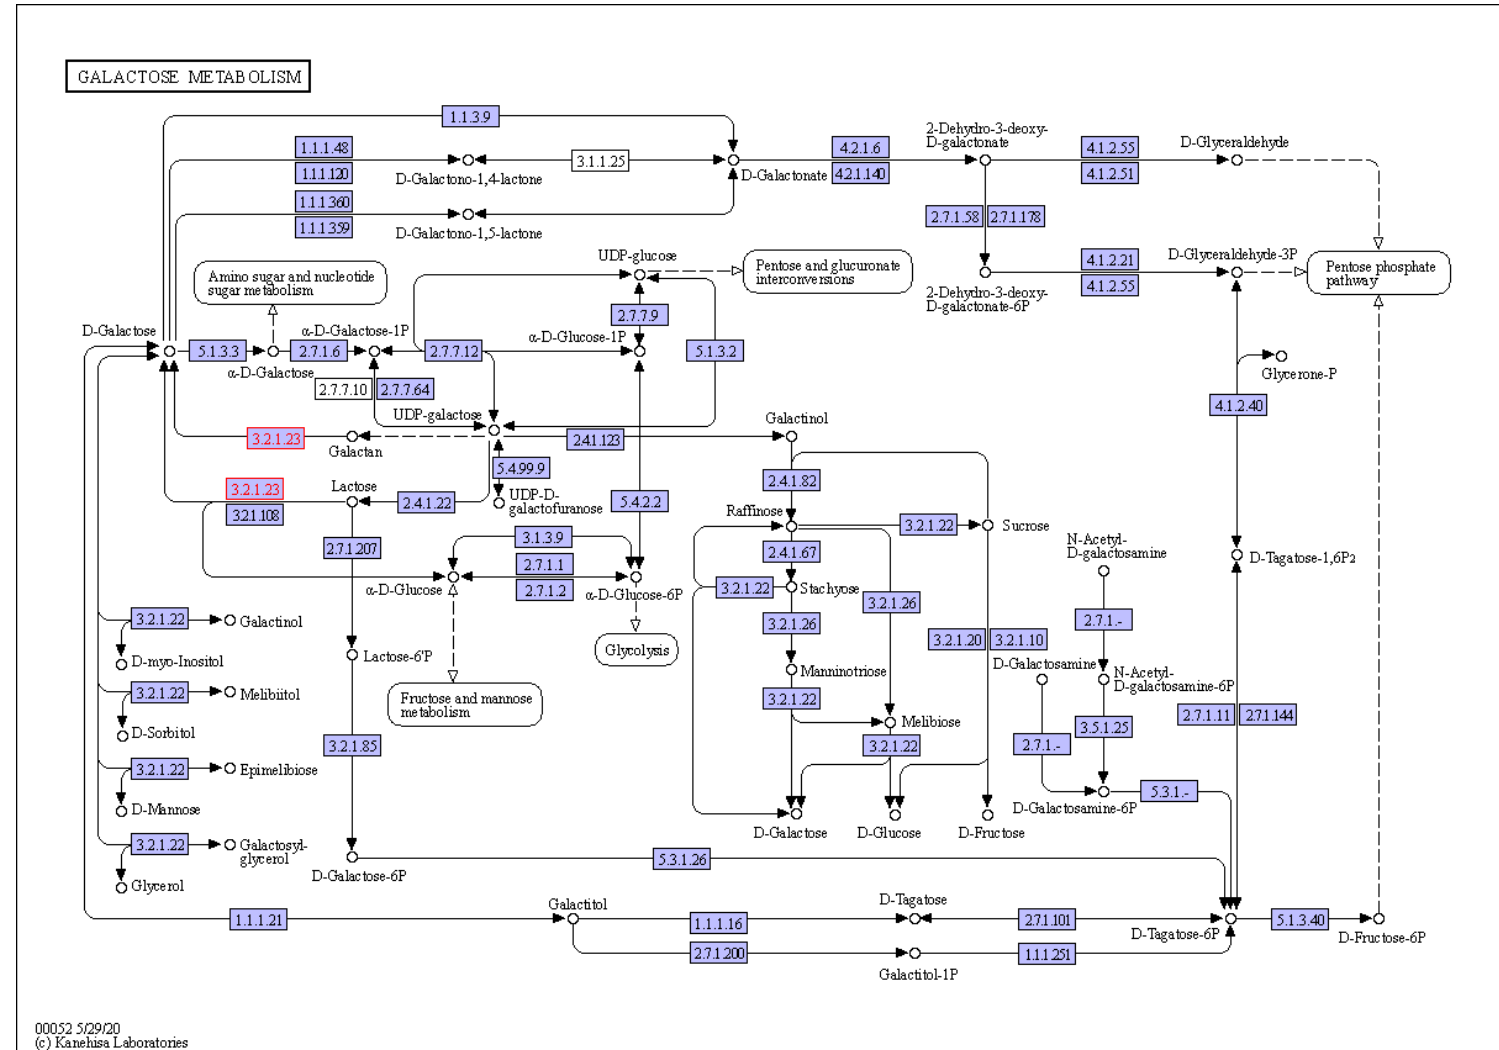 GALACTOSE METABOLISM
1.1.3.9
1.1.1.48
1.1.1.120
D-Galactono-1,4-lactone
3.1.1.25
D-Galactonate
4.2.1.6
4.2.1.140
2-Dehydro-3-deoxy-
D-galactonate
4.1.2.55
4.1.2.51
D-Glyceraldehyde
1.1.1.360
1.1.1.359
D-Galactono-1,5-lactone
2.7.1.58
2.7.1.178
UDP-glucose
Pentose and glucuronate
interconversions
Amino sugar and nucleotide
sugar metabolism
2-Dehydro-3-deoxy-
D-galactonate-6P
4.1.2.21
4.1.2.55
D-Glyceraldehyde-3P
Pentose phosphate
pathway
D-Galactose
5.1.3.3
α-D-Galactose
2.7.1.6
α-D-Galactose-1P
2.7.7.12
α-D-Glucose-1P
2.7.7.9
5.1.3.2
Glycerone-P
2.7.7.10
2.7.7.64
UDP-galactose
4.1.2.40
3.2.1.23
Galactan
2.4.1.123
Galactinol
5.4.99.9
UDP-D-
galactofuranose
3.2.1.23
3.2.1.108
Lactose
2.4.1.22
5.4.2.2
2.4.1.82
Raffinose
3.2.1.22
Sucrose
2.7.1.207
3.1.3.9
2.7.1.1
2.7.1.2
α-D-Glucose
α-D-Glucose-6P
2.4.1.67
3.2.1.22
Stachyose
3.2.1.26
3.2.1.26
N-Acetyl-
D-galactosamine
D-Tagatose-1,6P2
2.7.1.-
3.2.1.22
Galactinol
D-myo-Inositol
Lactose-6'P
Glycolysis
Fructose and mannose
metabolism
Manninotriose
3.2.1.22
3.2.1.20
3.2.1.10
D-Galactosamine
N-Acetyl-
D-galactosamine-6P
3.2.1.22
Melibiitol
D-Sorbitol
3.2.1.85
Melibiose
3.2.1.22
2.7.1.-
3.5.1.25
2.7.1.11
2.7.1.144
3.2.1.22
Epimelibiose
D-Mannose
D-Galactose
D-Glucose
D-Fructose
D-Galactosamine-6P
5.3.1.-
3.2.1.22
Galactosyl-
glycerol
Glycerol
D-Galactose-6P
5.3.1.26
1.1.1.21
Galactitol
1.1.1.16
D-Tagatose
2.7.1.101
D-Tagatose-6P
5.1.3.40
D-Fructose-6P
2.7.1.200
Galactitol-1P
1.1.1.251
00052 5/29/20
(c) Kanehisa Laboratories